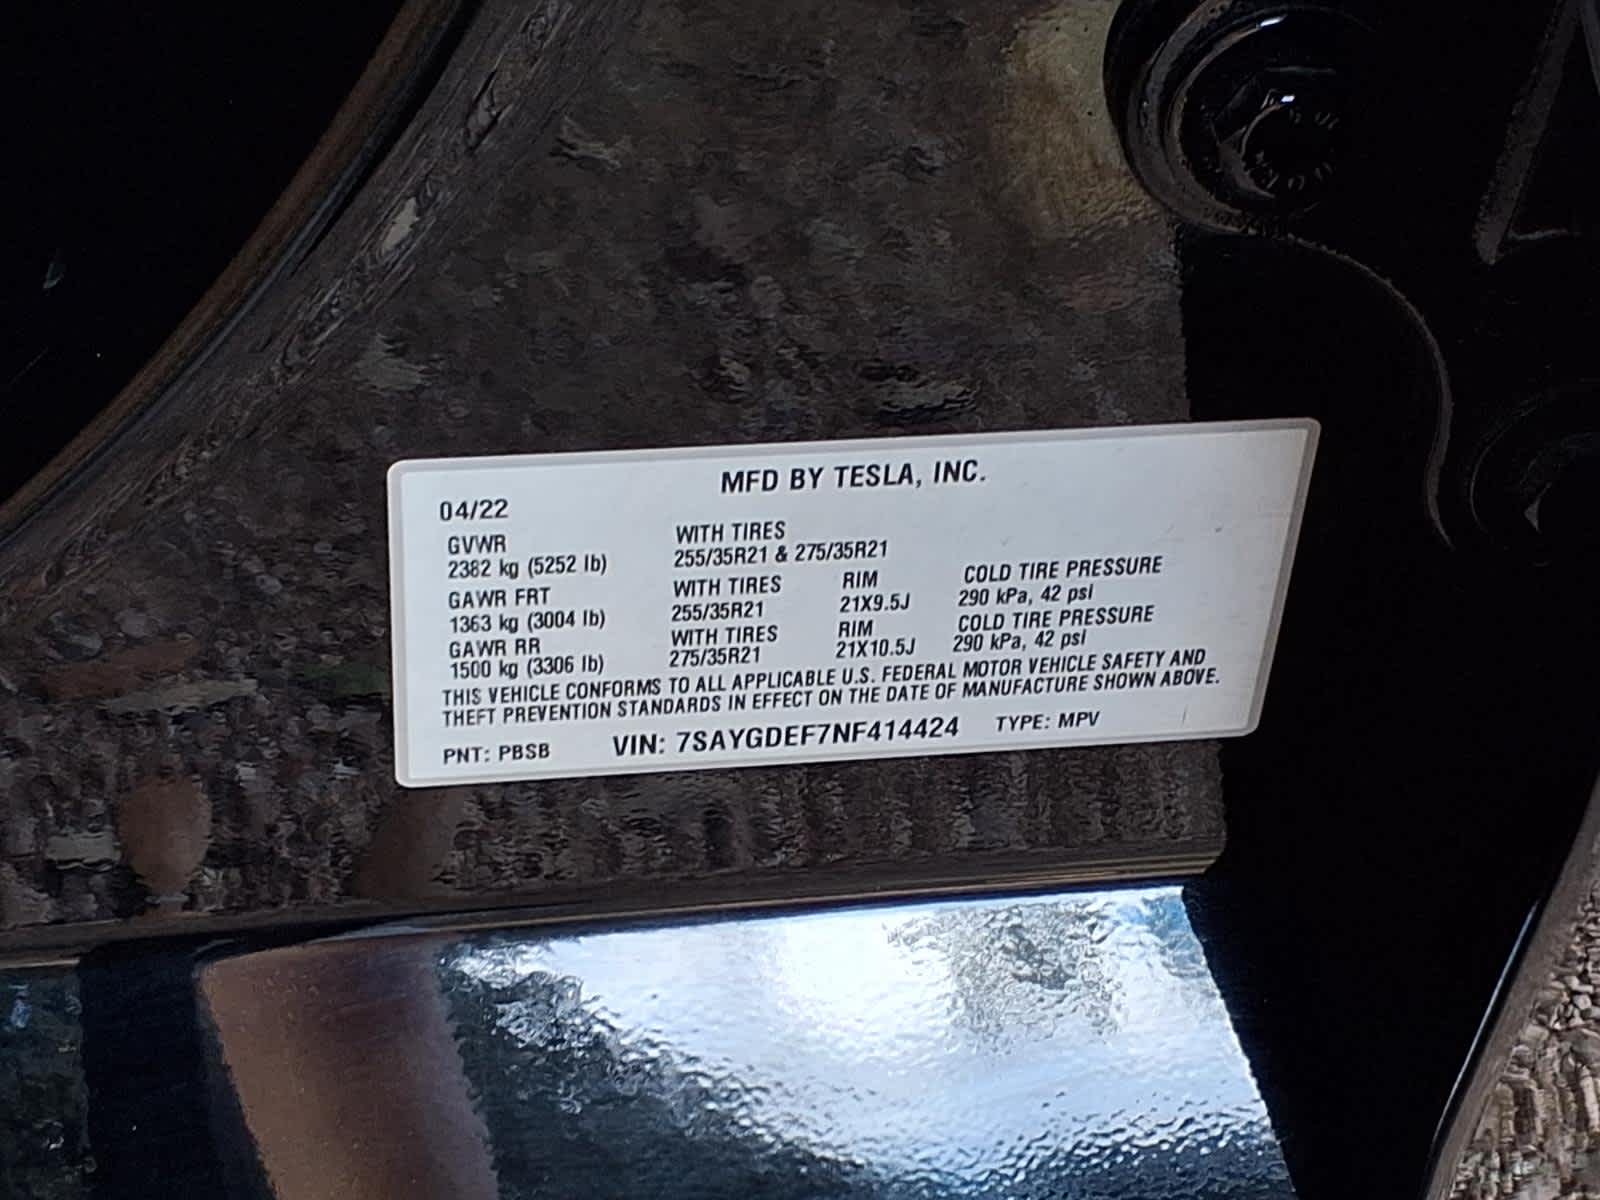 MFD BY TESLA, INC.
04/22
GVWR WITH TIRES
2382 kg (5252 lb) 255/35R21 & 275/35R21
GAWR FRT WITH TIRES RIM COLD TIRE PRESSURE
1363 kg (3004 lb) 255/35R21 21X9.5J 290 kPa, 42 psi
GAWR RR WITH TIRES RIM COLD TIRE PRESSURE
1500 kg (3306 lb) 275/35R21 21X10.5J 290 kPa, 42 psi
THIS VEHICLE CONFORMS TO ALL APPLICABLE U.S. FEDERAL MOTOR VEHICLE SAFETY AND
THEFT PREVENTION STANDARDS IN EFFECT ON THE DATE OF MANUFACTURE SHOWN ABOVE.
PNT: PBSB VIN: 7SAYGDEF7NF414424 TYPE: MPV